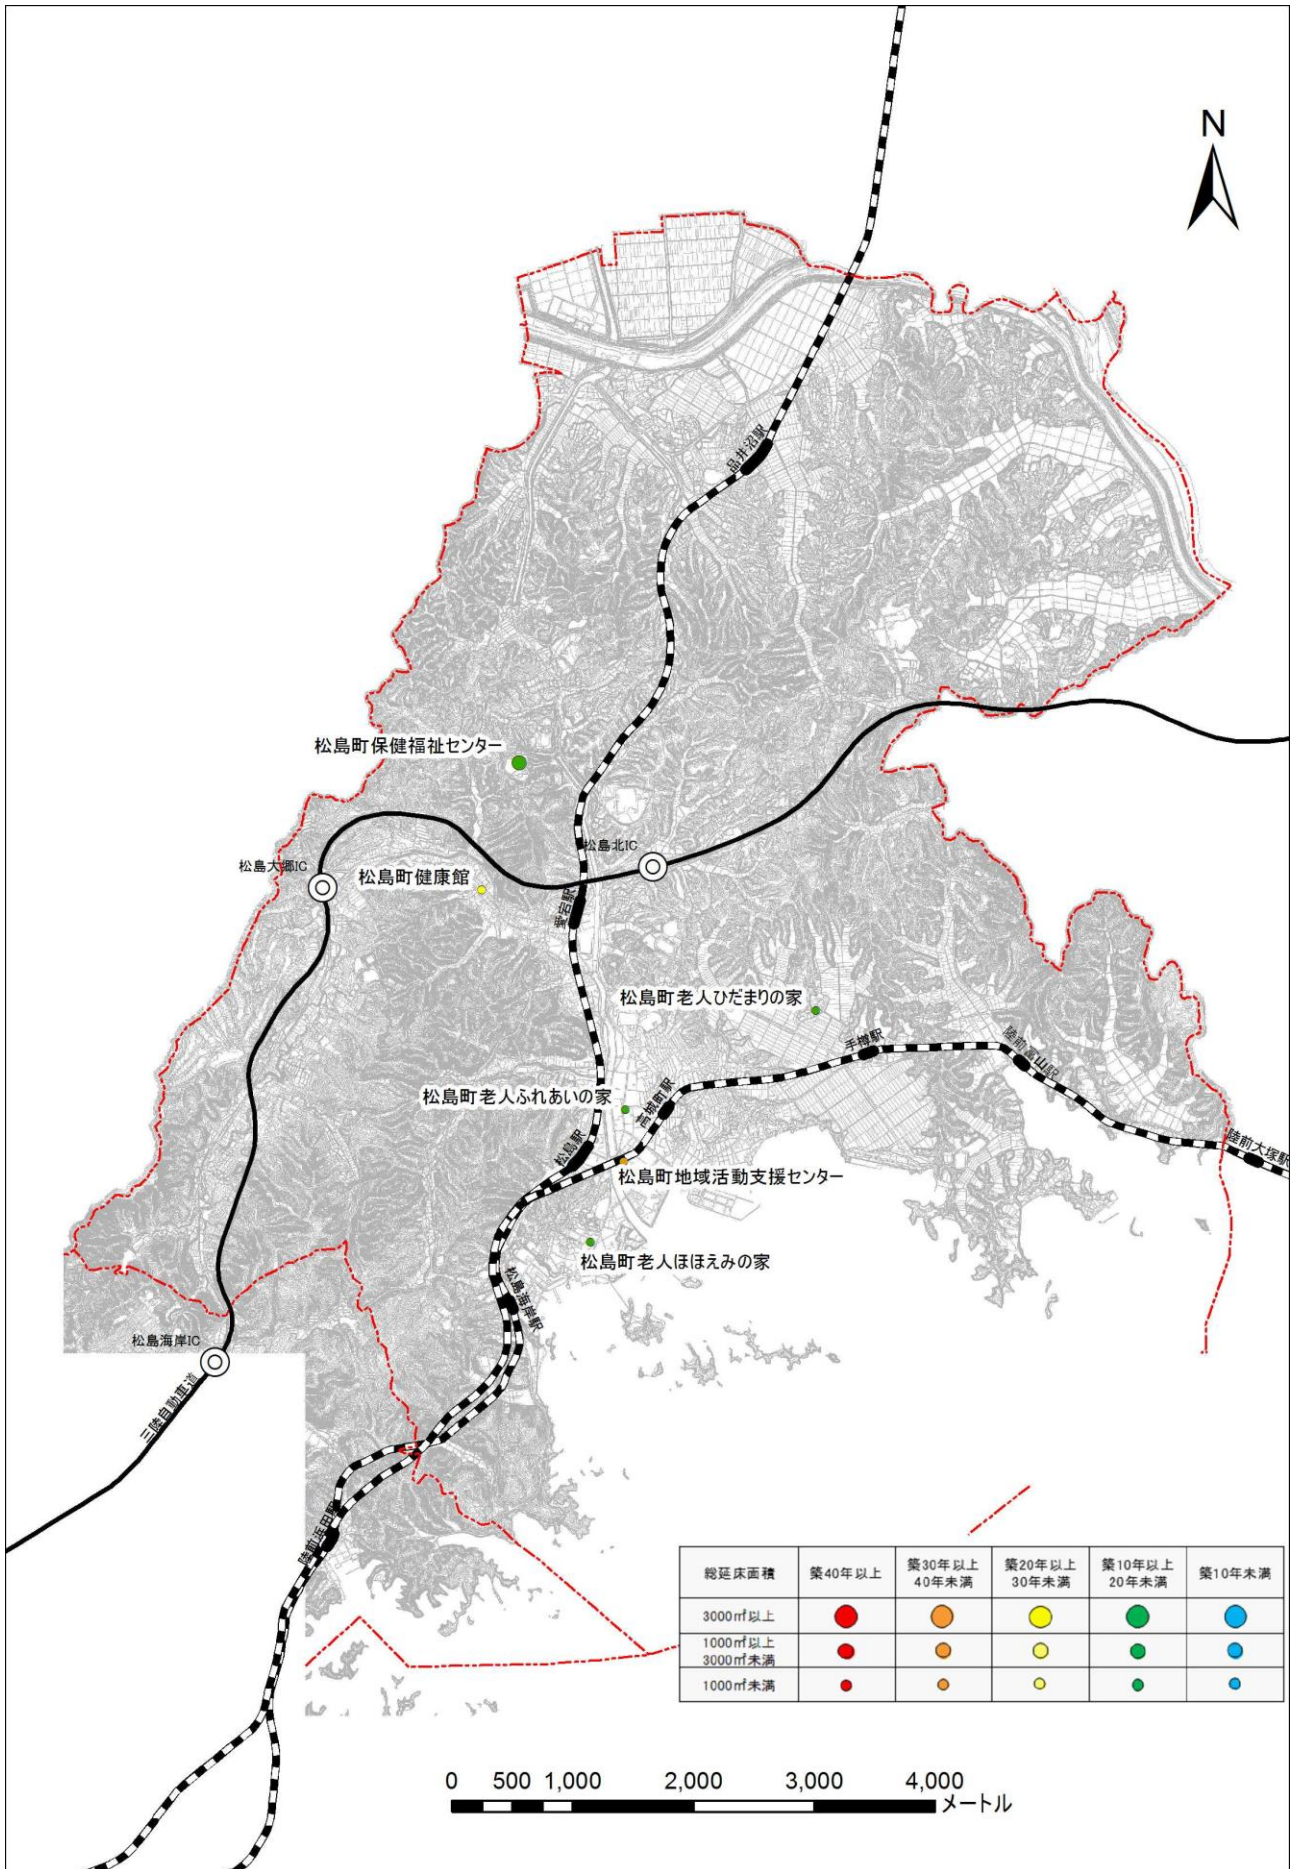 N
品井沼駅
松島町保健福祉センター
松島北IC
松島大郷IC
松島町健康館
愛宕駅
松島町老人ひだまりの家
手樽駅
陸前富山駅
松島町老人ふれあいの家
高城町駅
松島駅
陸前大塚駅
松島町地域活動支援センター
松島町老人ほほえみの家
松島海岸駅
松島海岸IC
三陸自動車道
陸前浜田駅
総延床面積 築40年以上 築30年以上 40年未満 築20年以上 30年未満 築10年以上 20年未満 築10年未満
3000㎡以上
1000㎡以上
3000㎡未満
1000㎡未満
0 500 1,000 2,000 3,000 4,000
メートル